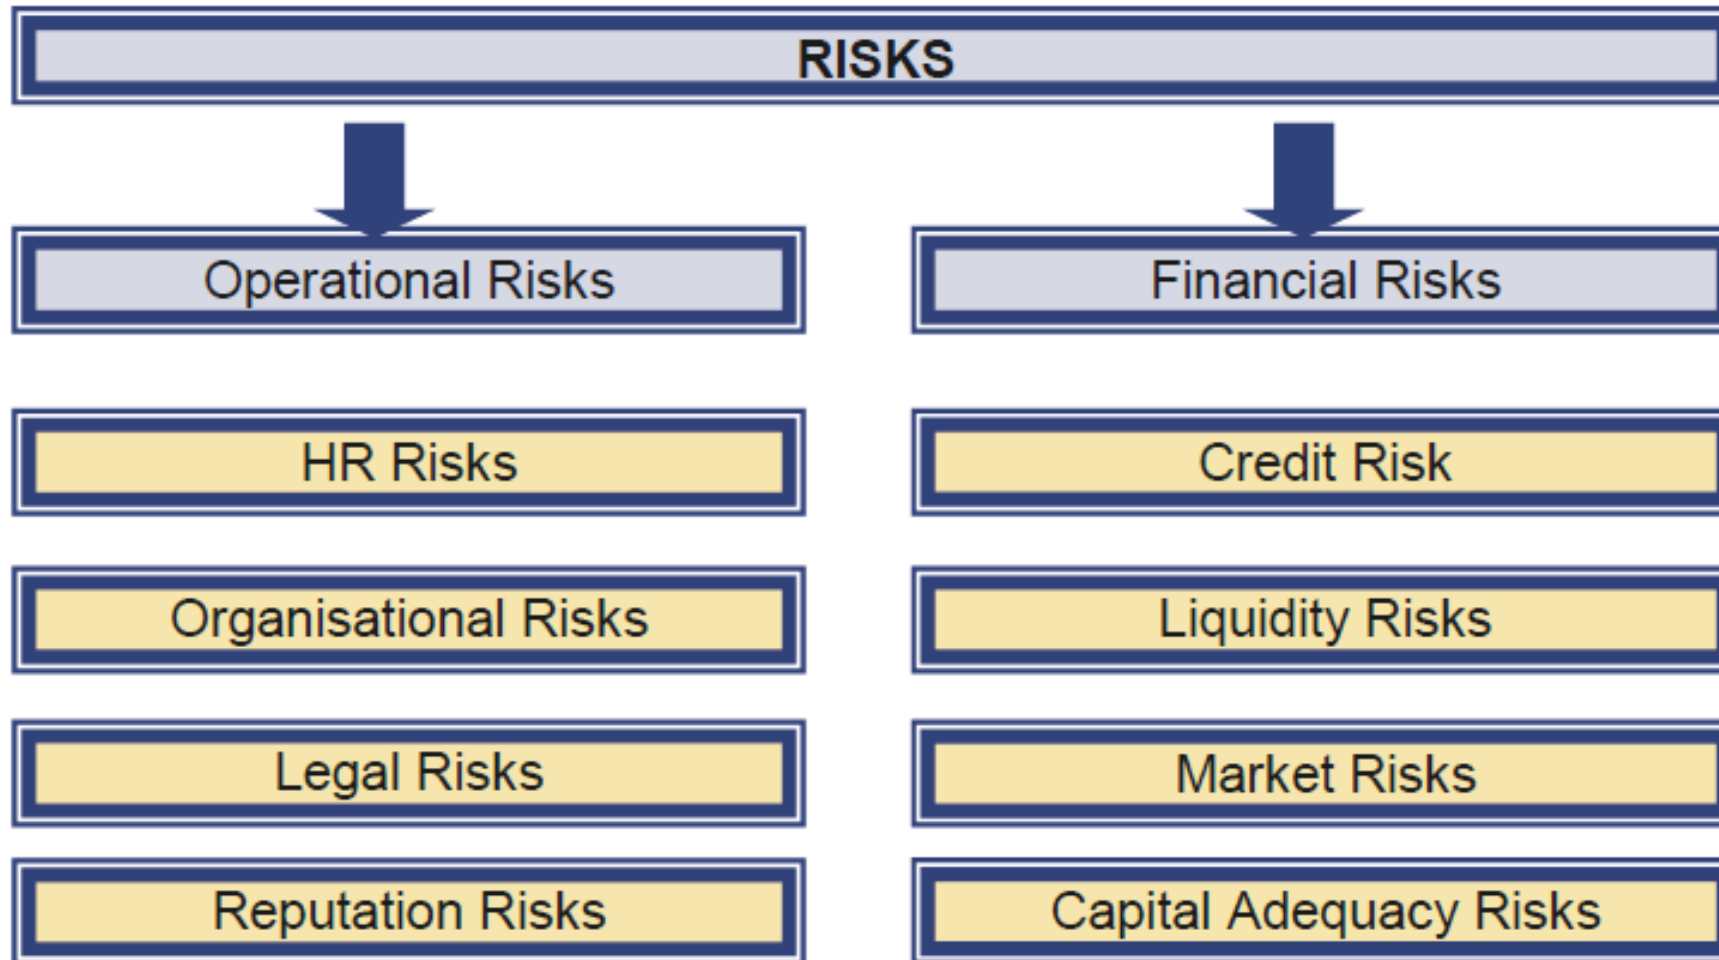 RISKS
Operational Risks
Financial Risks
HR Risks
Credit Risk
Organisational Risks
Liquidity Risks
Legal Risks
Market Risks
Reputation Risks
Capital Adequacy Risks